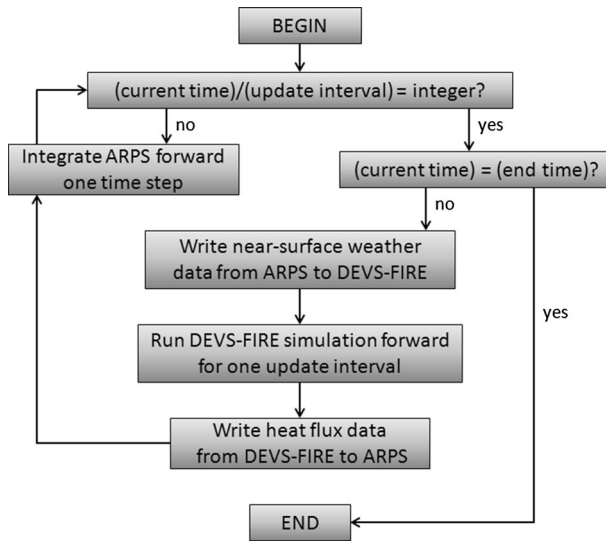 BEGIN
(current time)/(update interval) = integer?
no
yes
Integrate ARPS forward
one time step
(current time) = (end time)?
no
Write near-surface weather
data from ARPS to DEVS-FIRE
yes
Run DEVS-FIRE simulation forward
for one update interval
Write heat flux data
from DEVS-FIRE to ARPS
END